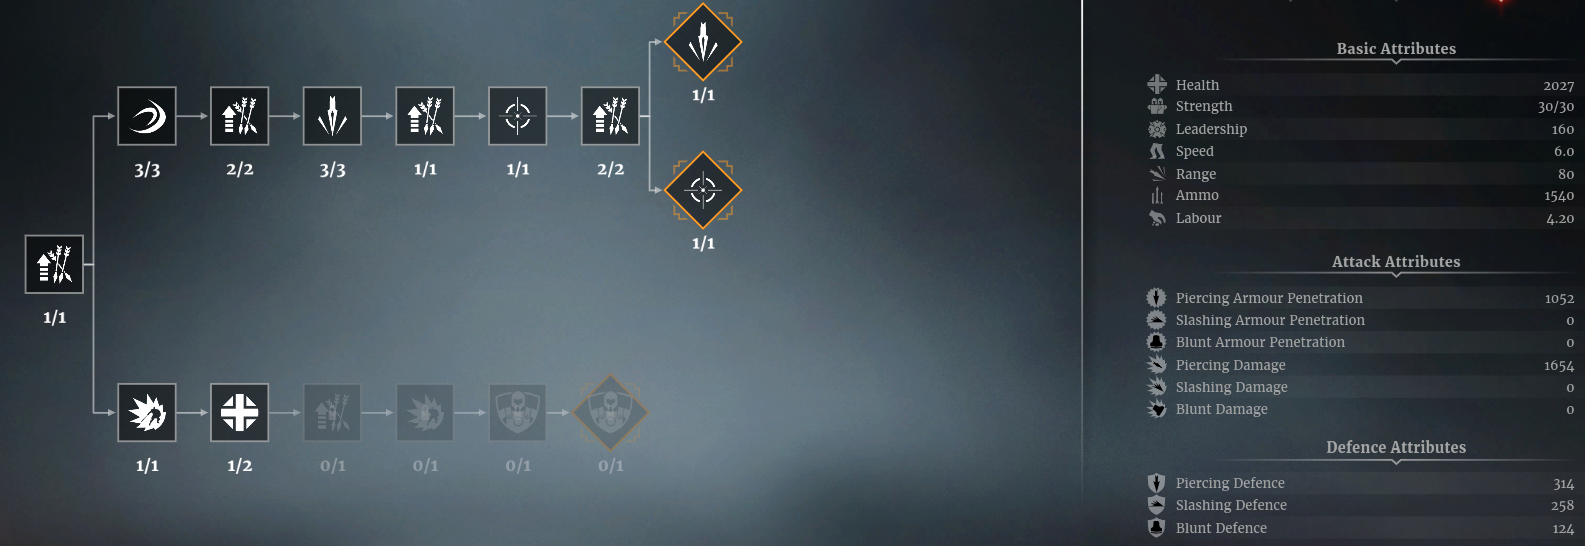 1/1
3/3
2/2
3/3
1/1
1/1
2/2
1/1
1/1
1/1
1/2
0/1
0/1
0/1
0/1
Basic Attributes
Health 2027
Strength 30/30
Leadership 160
Speed 6.0
Range 80
Ammo 1540
Labour 4.20
Attack Attributes
Piercing Armour Penetration 1052
Slashing Armour Penetration 0
Blunt Armour Penetration 0
Piercing Damage 1654
Slashing Damage 0
Blunt Damage 0
Defence Attributes
Piercing Defence 314
Slashing Defence 258
Blunt Defence 124